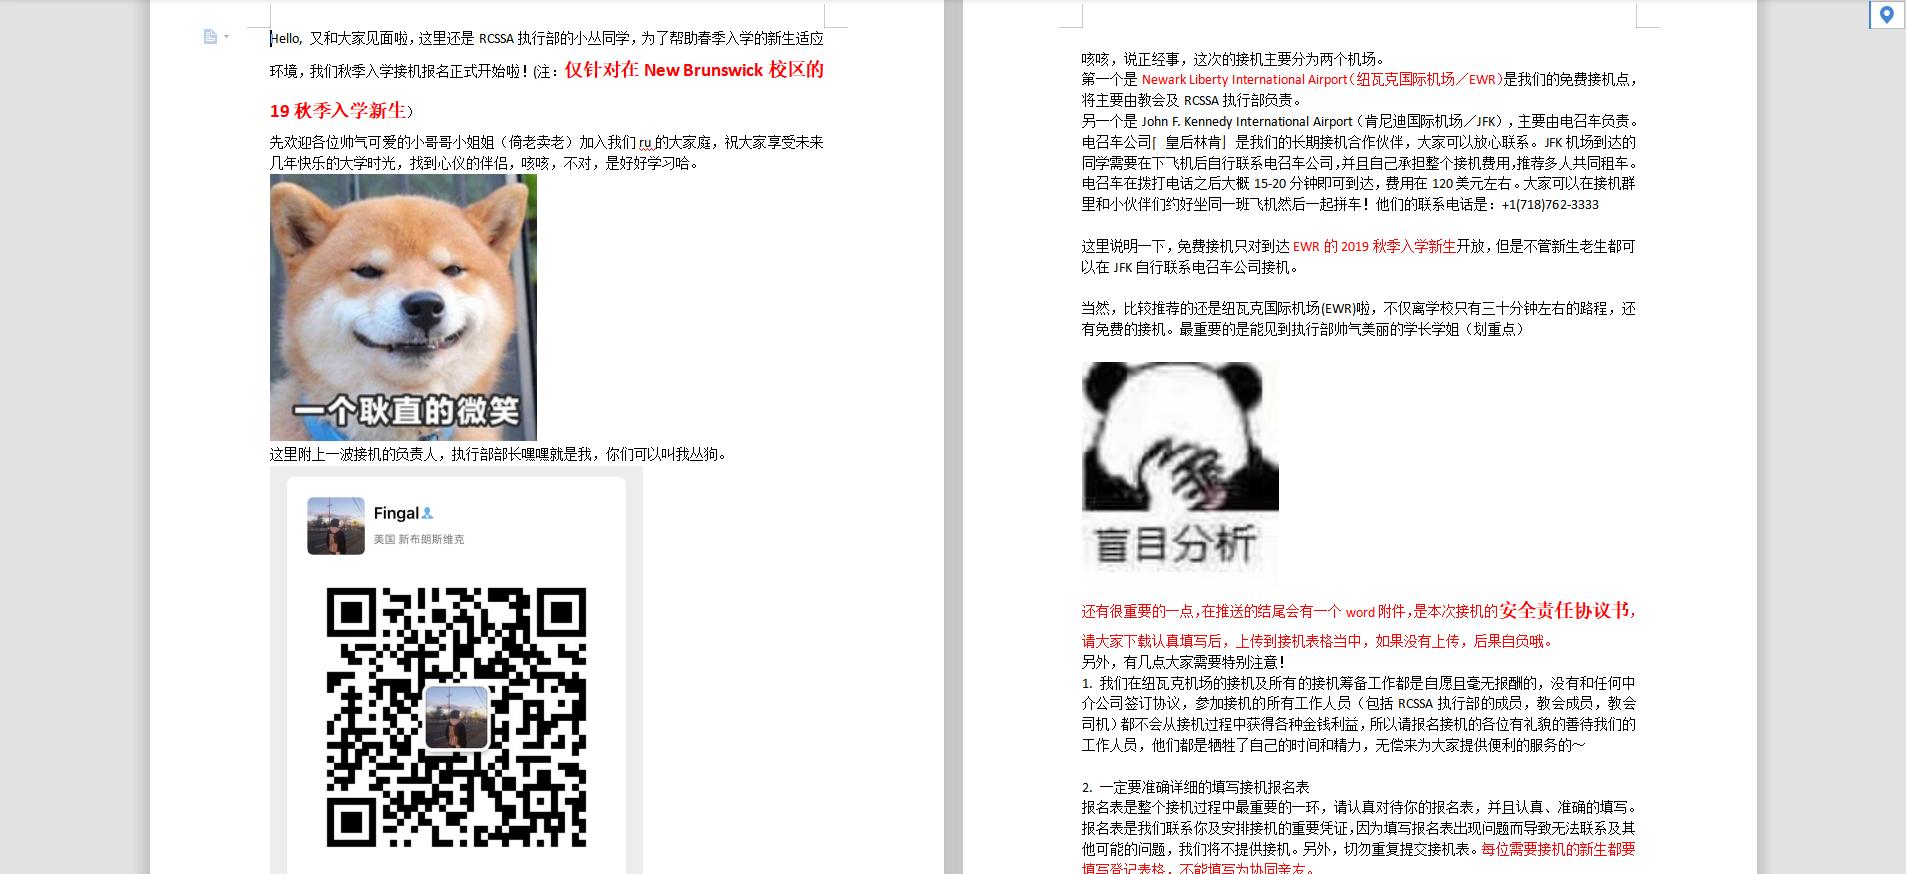 Hello, 又和大家见面啦，这里还是 RCSSA 执行部的小丛同学，为了帮助春季入学的新生适应
环境，我们秋季入学接机报名正式开始啦！(注：仅针对在 New Brunswick 校区的
19 秋季入学新生）
先欢迎各位帅气可爱的小哥哥小姐姐（倚老卖老）加入我们 ru 的大家庭，祝大家享受未来
几年快乐的大学时光，找到心仪的伴侣，咳咳，不对，是好好学习哈。
一个耿直的微笑
这里附上一波接机的负责人，执行部部长嘿嘿就是我，你们可以叫我丛狗。
Fingal
美国 新布朗斯维克
咳咳，说正经事，这次的接机主要分为两个机场。
第一个是 Newark Liberty International Airport（纽瓦克国际机场／EWR）是我们的免费接机点，
将主要由教会及 RCSSA 执行部负责。
另一个是 John F. Kennedy International Airport（肯尼迪国际机场／JFK），主要由电召车负责。
电召车公司「皇后林肯」是我们的长期接机合作伙伴，大家可以放心联系。JFK 机场到达的
同学需要在下飞机后自行联系电召车公司，并且自己承担整个接机费用，推荐多人共同租车。
电召车在拨打电话之后大概 15-20 分钟即可到达，费用在 120 美元左右。大家可以在接机群
里和小伙伴们约好坐同一班飞机然后一起拼车！他们的联系电话是：+1(718)762-3333
这里说明一下，免费接机只对到达 EWR 的 2019 秋季入学新生开放，但是不管新生老生都可
以在 JFK 自行联系电召车公司接机。
当然，比较推荐的还是纽瓦克国际机场(EWR)啦，不仅离学校只有三十分钟左右的路程，还
有免费的接机。最重要的是能见到执行部帅气美丽的学长学姐（划重点）
盲目分析
还有很重要的一点，在推送的结尾会有一个 word 附件，是本次接机的安全责任协议书，
请大家下载认真填写后，上传到接机表格当中，如果没有上传，后果自负哦。
另外，有几点大家需要特别注意！
1. 我们在纽瓦克机场的接机及所有的接机筹备工作都是自愿且毫无报酬的，没有和任何中
介公司签订协议，参加接机的所有工作人员（包括 RCSSA 执行部的成员，教会成员，教会
司机）都不会从接机过程中获得各种金钱利益，所以请报名接机的各位有礼貌的善待我们的
工作人员，他们都是牺牲了自己的时间和精力，无偿来为大家提供便利的服务的～
2. 一定要准确详细的填写接机报名表
报名表是整个接机过程中最重要的一环，请认真对待你的报名表，并且认真、准确的填写。
报名表是我们联系你及安排接机的重要凭证，因为填写报名表出现问题而导致无法联系及其
他可能的问题，我们将不提供接机。另外，切勿重复提交接机表。每位需要接机的新生都要
填写登记表格，不能填写为协同亲友。